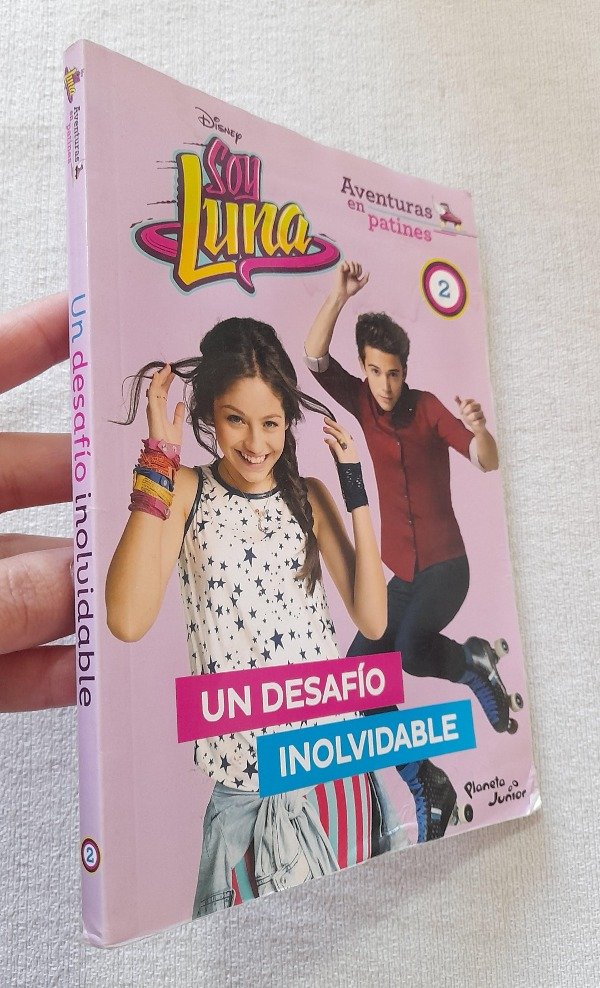 Disney
SOY
Luna
Aventuras
en
patines
2
UN DESAFÍO
INOLVIDABLE
Planeta
Junior
Luna
Aventuras
en patines
Un desafío inolvidable
2